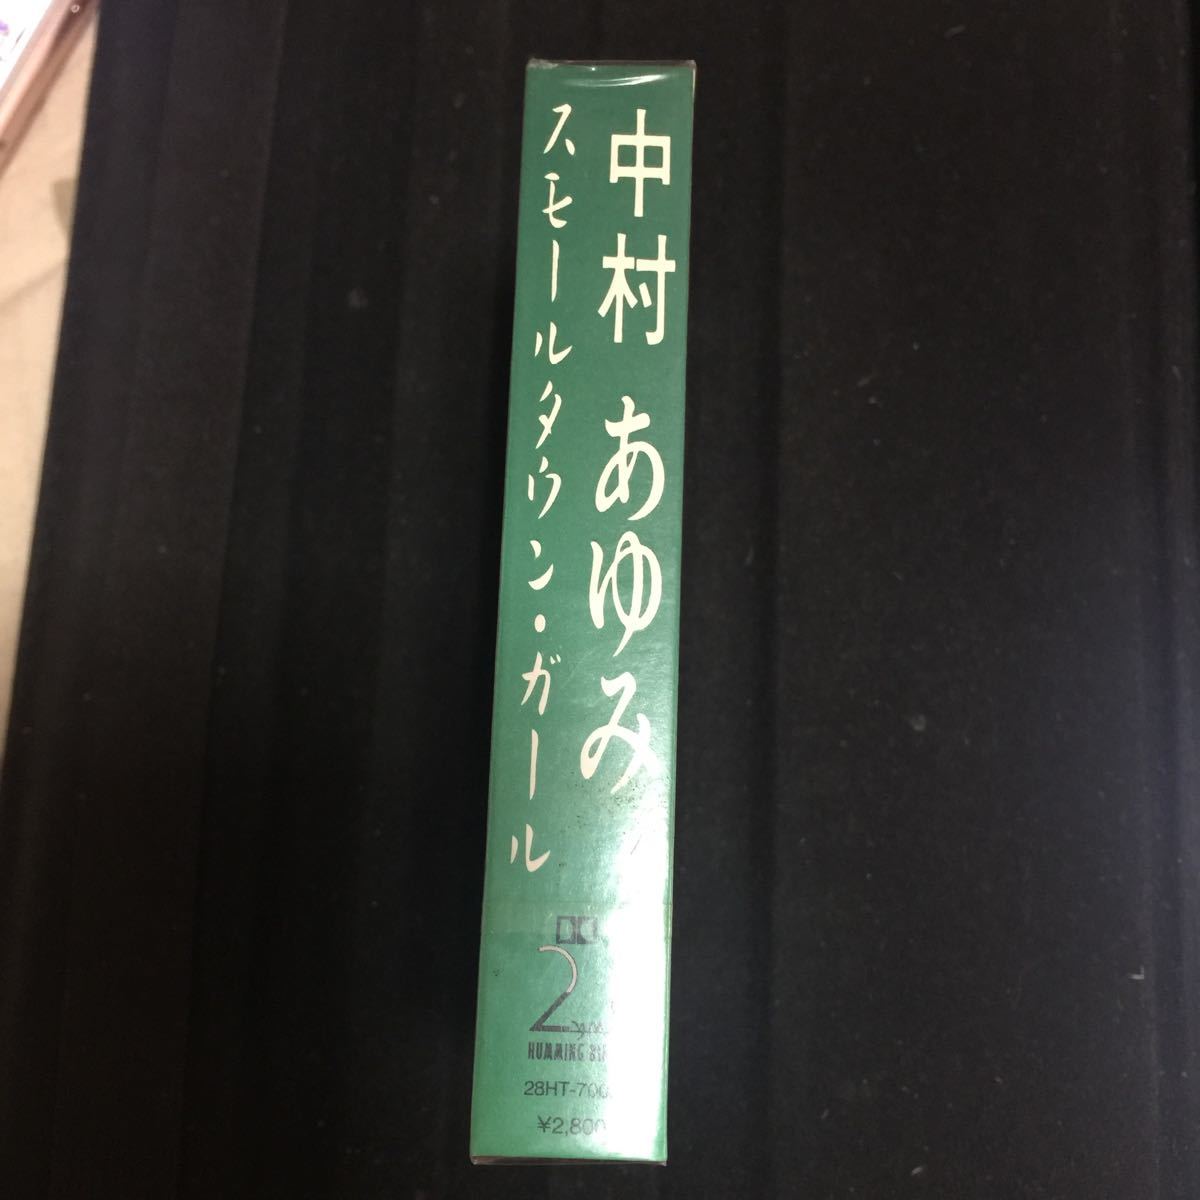 中村 あゆみ
スモールタウン・ガール
2
HUMMING
28HT-700
¥2,800